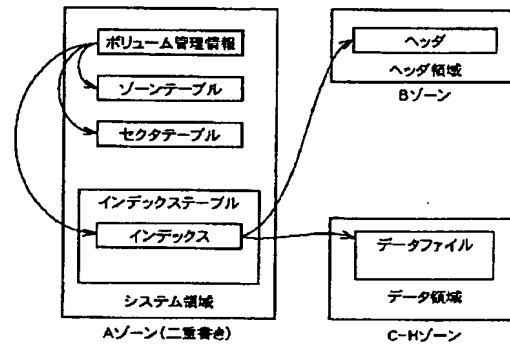 ボリューム管理情報
ゾーンテーブル
セクタテーブル
インデックステーブル
インデックス
システム領域
Aゾーン(二重書き)
ヘッダ
ヘッダ領域
Bゾーン
データファイル
データ領域
C-Hゾーン